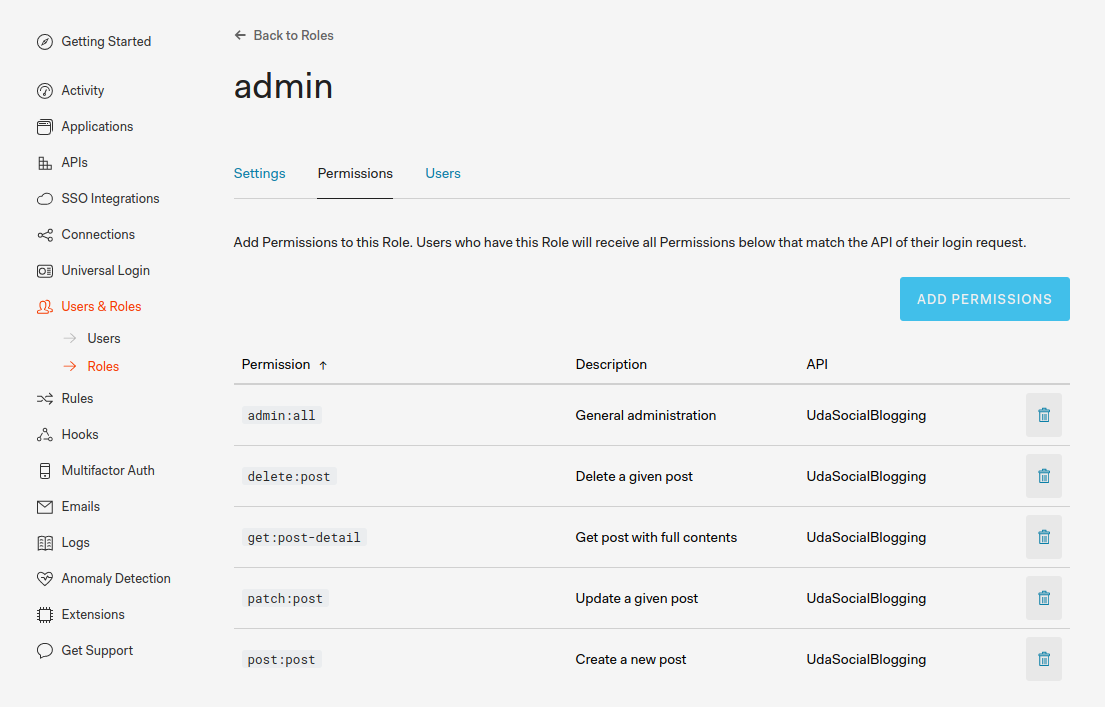 Getting Started
Activity
Applications
APIs
SSO Integrations
Connections
Universal Login
Users & Roles
Users
Roles
Rules
Hooks
Multifactor Auth
Emails
Logs
Anomaly Detection
Extensions
Get Support
← Back to Roles
admin
Settings Permissions Users
Add Permissions to this Role. Users who have this Role will receive all Permissions below that match the API of their login request.
ADD PERMISSIONS
Permission ↑ Description API
admin:all General administration UdaSocialBlogging
delete:post Delete a given post UdaSocialBlogging
get:post-detail Get post with full contents UdaSocialBlogging
patch:post Update a given post UdaSocialBlogging
post:post Create a new post UdaSocialBlogging